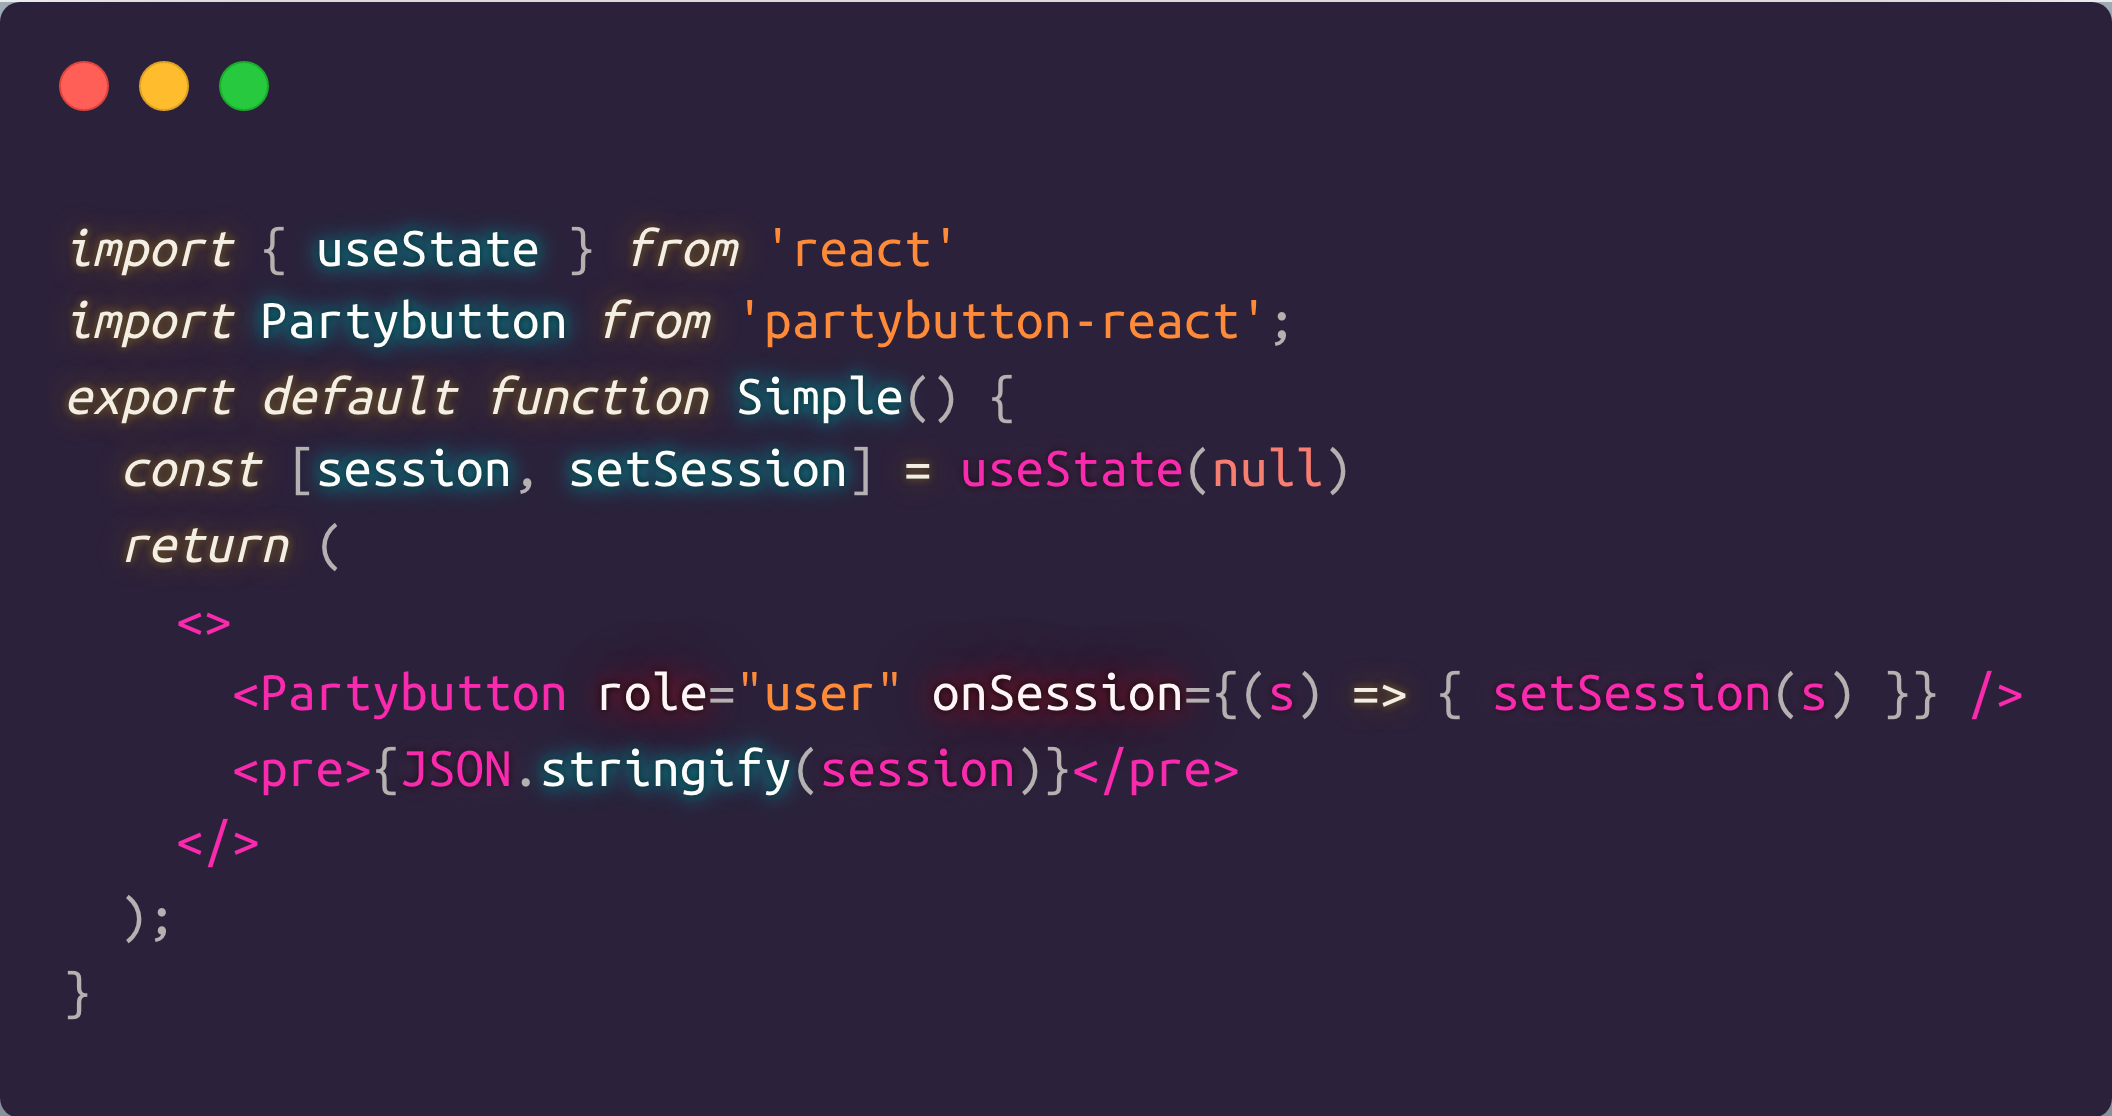 import { useState } from 'react'
import Partybutton from 'partybutton-react';
export default function Simple() {
  const [session, setSession] = useState(null)
  return (
    <>
      <Partybutton role="user" onSession={(s) => { setSession(s) }} />
      <pre>{JSON.stringify(session)}</pre>
    </>
  );
}